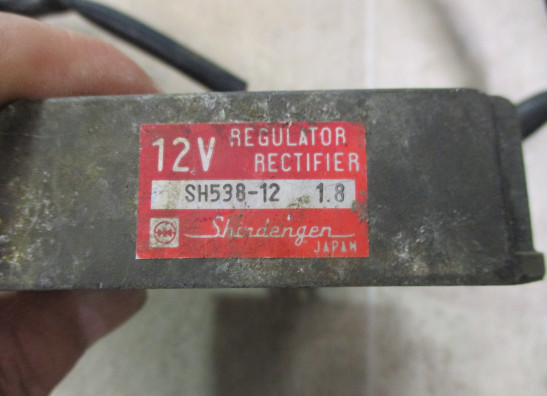 12V REGULATOR
RECTIFIER
SH538-12 1.8
Shindengen
JAPAN